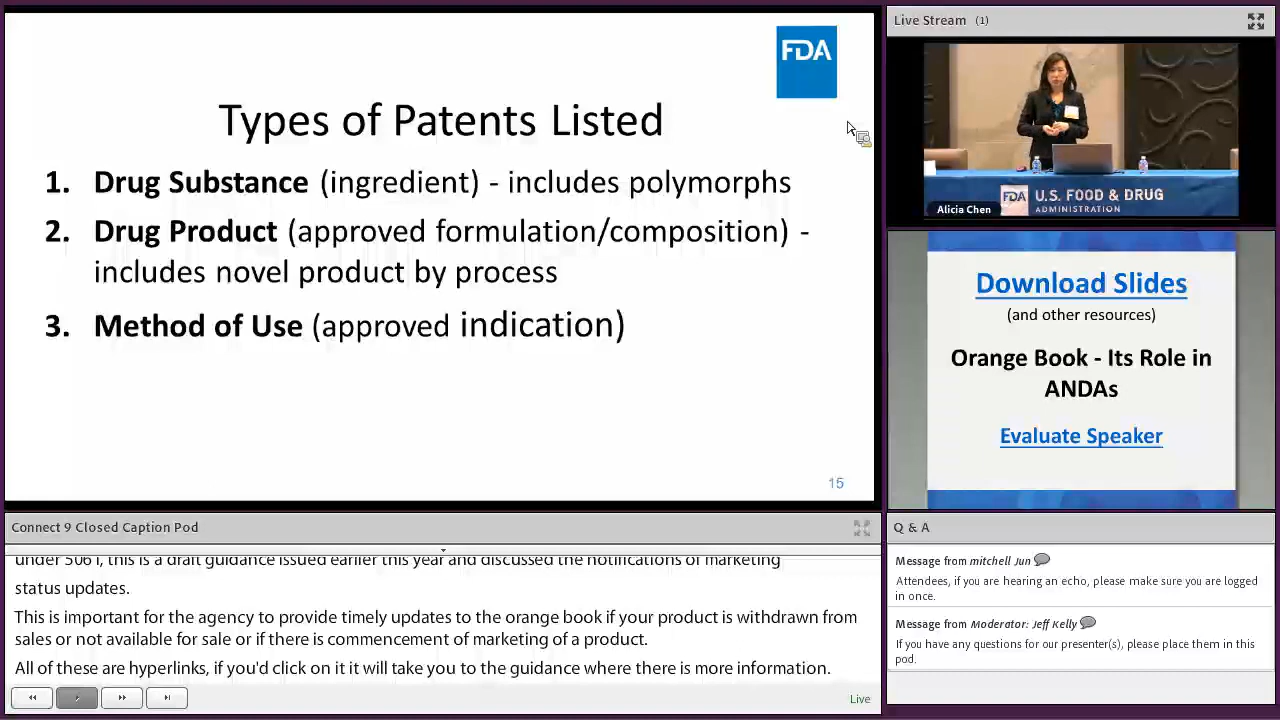 FDA
Types of Patents Listed
1. Drug Substance (ingredient) - includes polymorphs
2. Drug Product (approved formulation/composition) -
includes novel product by process
3. Method of Use (approved indication)
15
Live Stream (1)
Alicia Chen
FDA
U.S. FOOD & DRUG
ADMINISTRATION
Download Slides
(and other resources)
Orange Book - Its Role in
ANDAs
Evaluate Speaker
Connect 9 Closed Caption Pod
under 506 I, this is a draft guidance issued earlier this year and discussed the notifications of marketing
status updates.
This is important for the agency to provide timely updates to the orange book if your product is withdrawn from
sales or not available for sale or if there is commencement of marketing of a product.
All of these are hyperlinks, if you'd click on it it will take you to the guidance where there is more information.
Live
Q & A
Message from mitchell Jun
Attendees, if you are hearing an echo, please make sure you are logged
in once.
Message from Moderator: Jeff Kelly
If you have any questions for our presenter(s), please place them in this
pod.